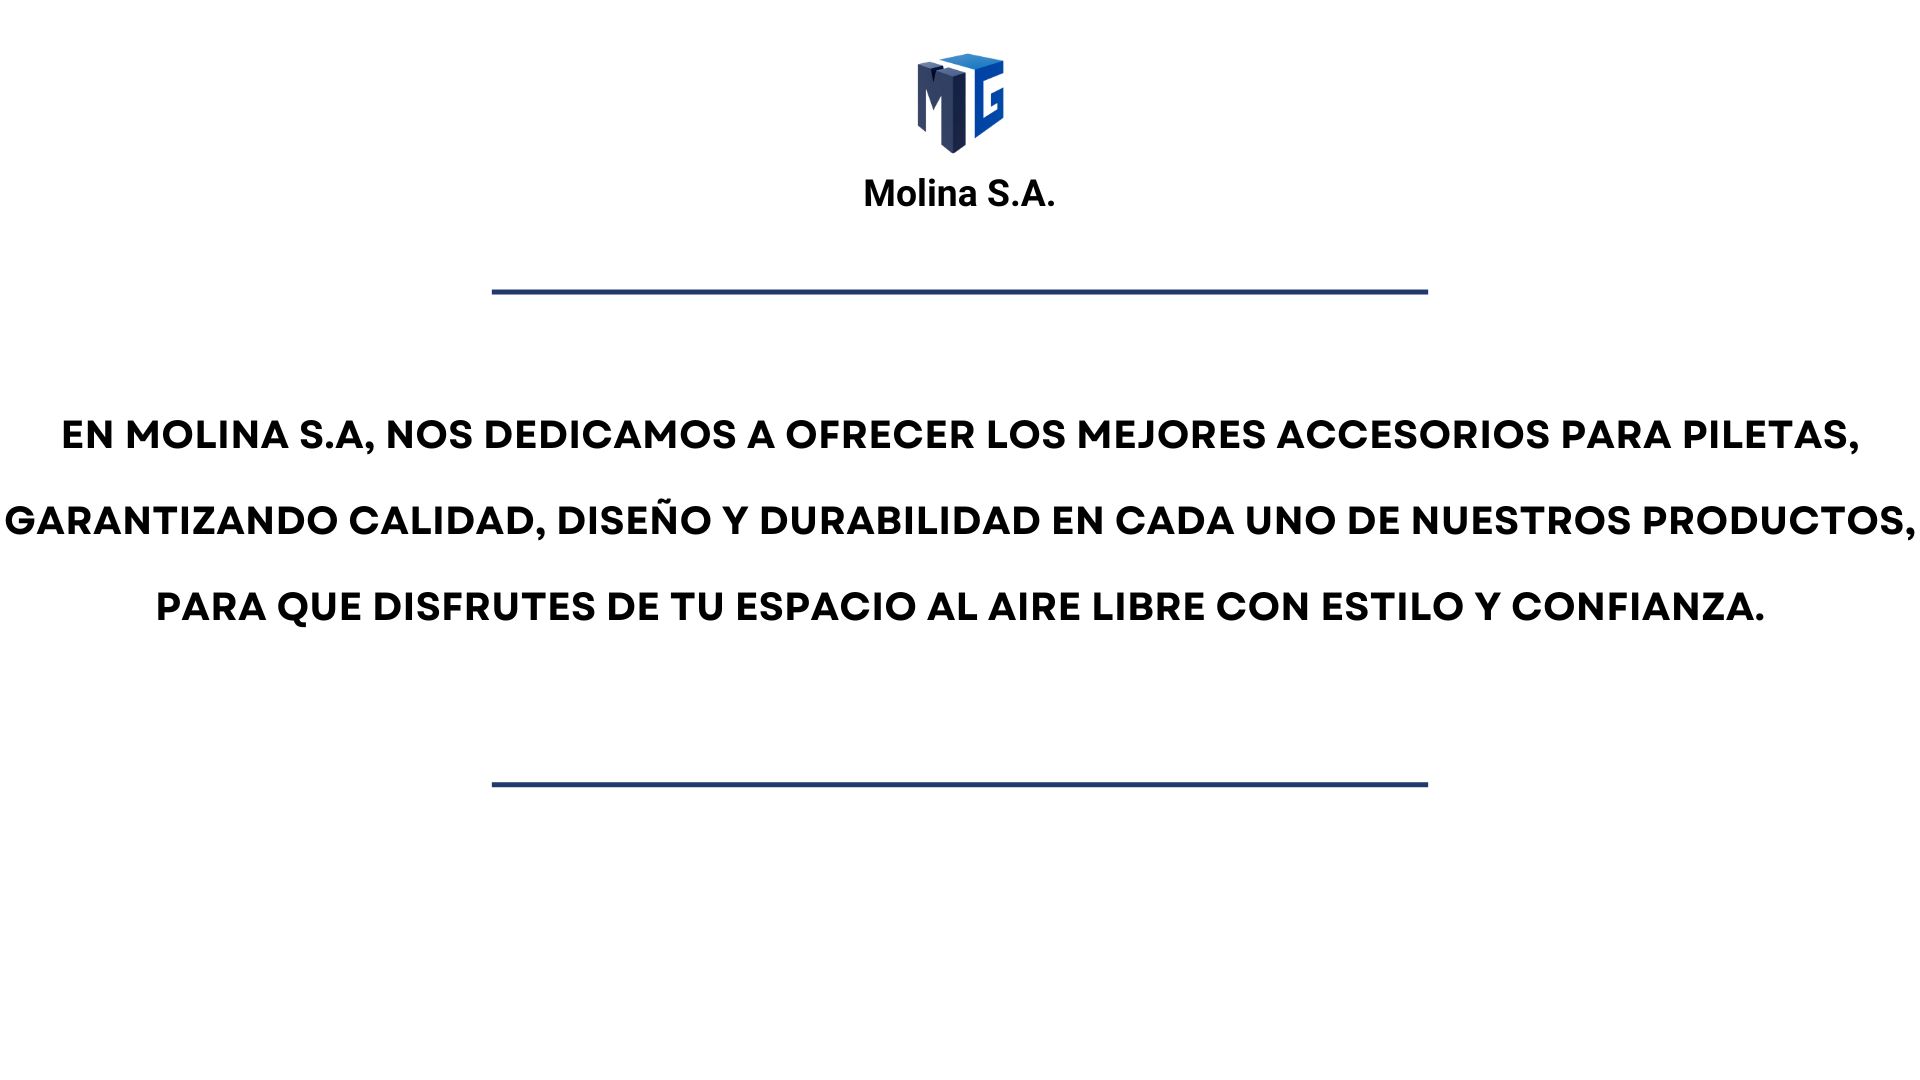 MG
Molina S.A.
EN MOLINA S.A, NOS DEDICAMOS A OFRECER LOS MEJORES ACCESORIOS PARA PILETAS,
GARANTIZANDO CALIDAD, DISEÑO Y DURABILIDAD EN CADA UNO DE NUESTROS PRODUCTOS,
PARA QUE DISFRUTES DE TU ESPACIO AL AIRE LIBRE CON ESTILO Y CONFIANZA.